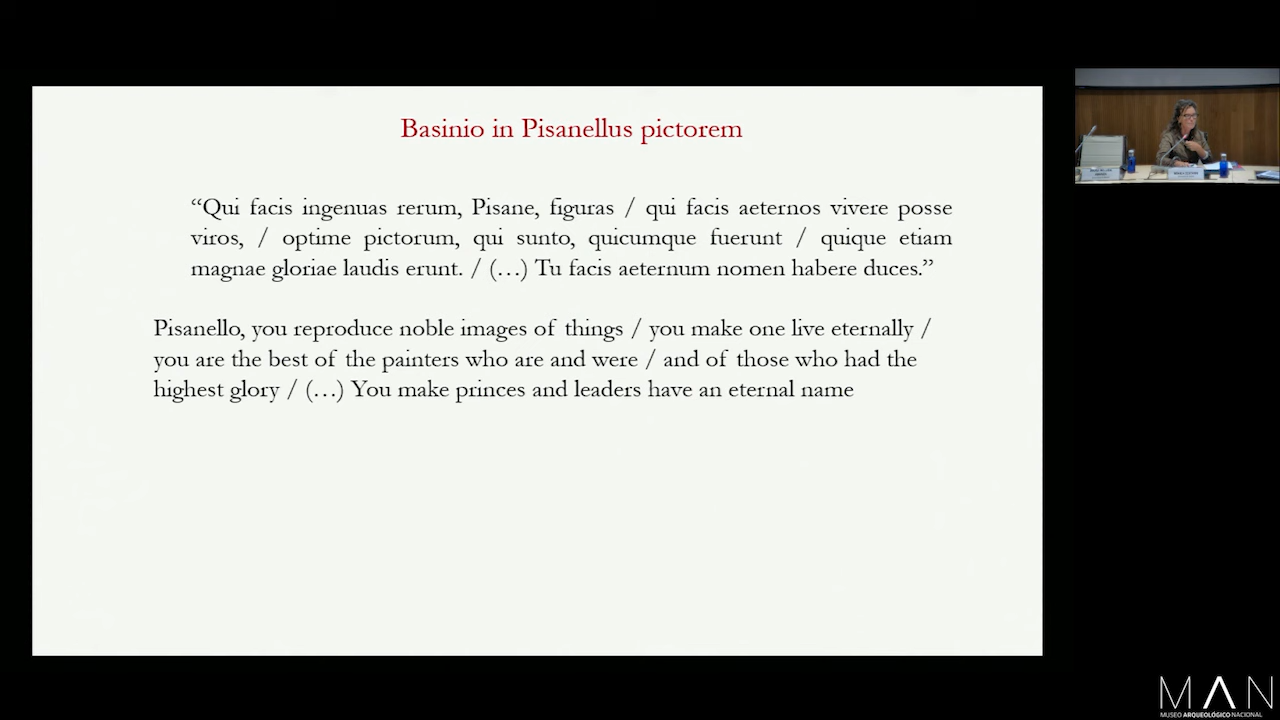 Basinio in Pisanellus pictorem
“Qui facis ingenuas rerum, Pisane, figuras / qui facis aeternos vivere posse
viros, / optime pictorum, qui sunto, quicumque fuerunt / quique etiam
magnae gloriae laudis erunt. / (…) Tu facis aeternum nomen habere duces.”
Pisanello, you reproduce noble images of things / you make one live eternally /
you are the best of the painters who are and were / and of those who had the
highest glory / (…) You make princes and leaders have an eternal name
MAN
MUSEO ARQUEOLÓGICO NACIONAL